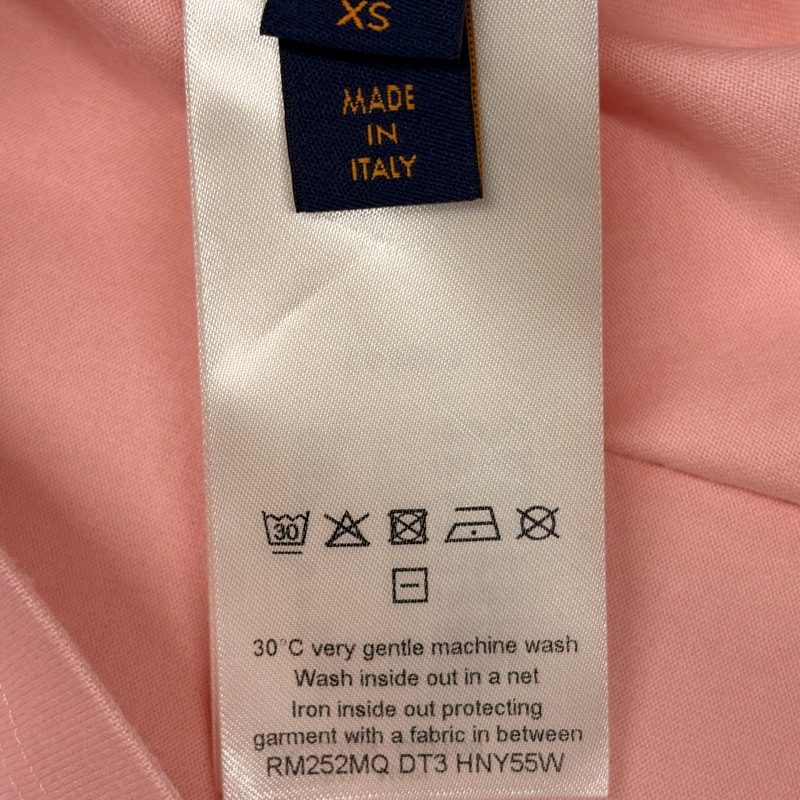 XS
MADE
IN
ITALY
30
30°C very gentle machine wash
Wash inside out in a net
Iron inside out protecting
garment with a fabric in between
RM252MQ DT3 HNY55W